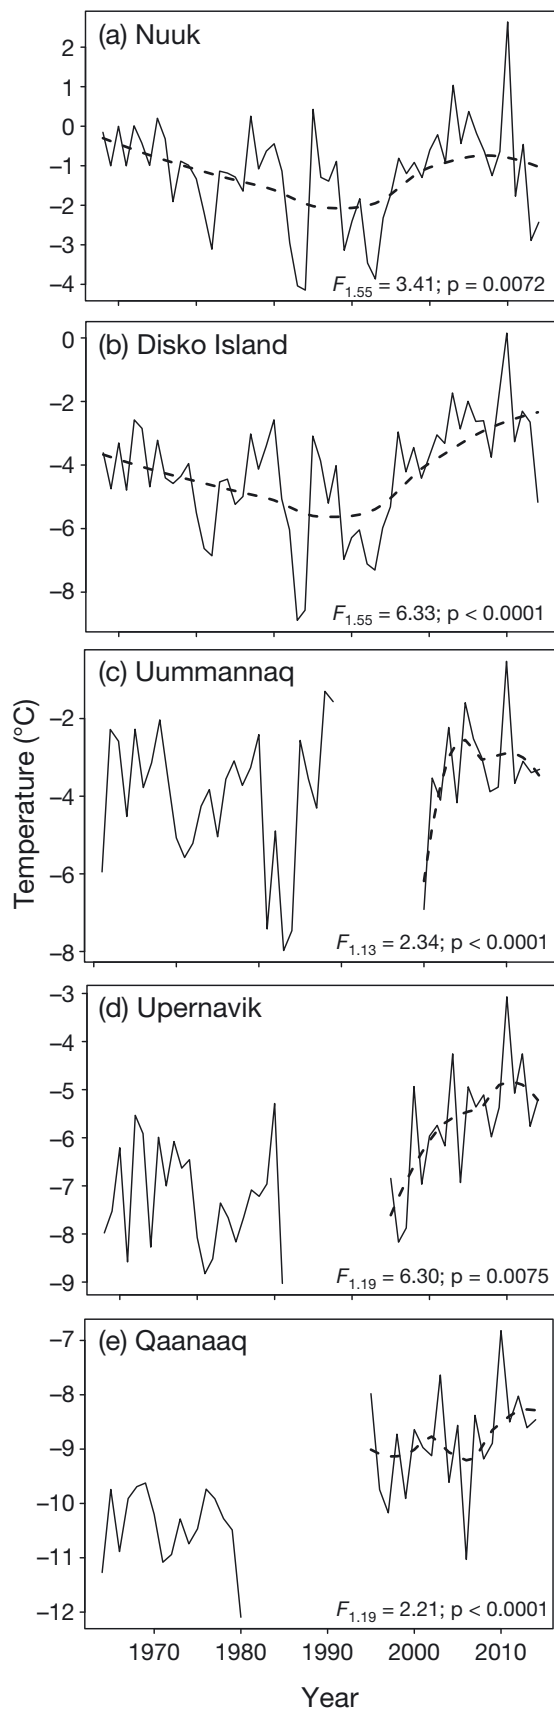 (a) Nuuk
2
1
0
–1
–2
–3
–4
F1.55 = 3.41; p = 0.0072
(b) Disko Island
0
–2
–4
–6
–8
F1.55 = 6.33; p < 0.0001
(c) Uummannaq
–2
–4
–6
–8
F1.13 = 2.34; p < 0.0001
Temperature (°C)
(d) Upernavik
–3
–4
–5
–6
–7
–8
–9
F1.19 = 6.30; p = 0.0075
(e) Qaanaaq
–7
–8
–9
–10
–11
–12
F1.19 = 2.21; p < 0.0001
1970 1980 1990 2000 2010
Year